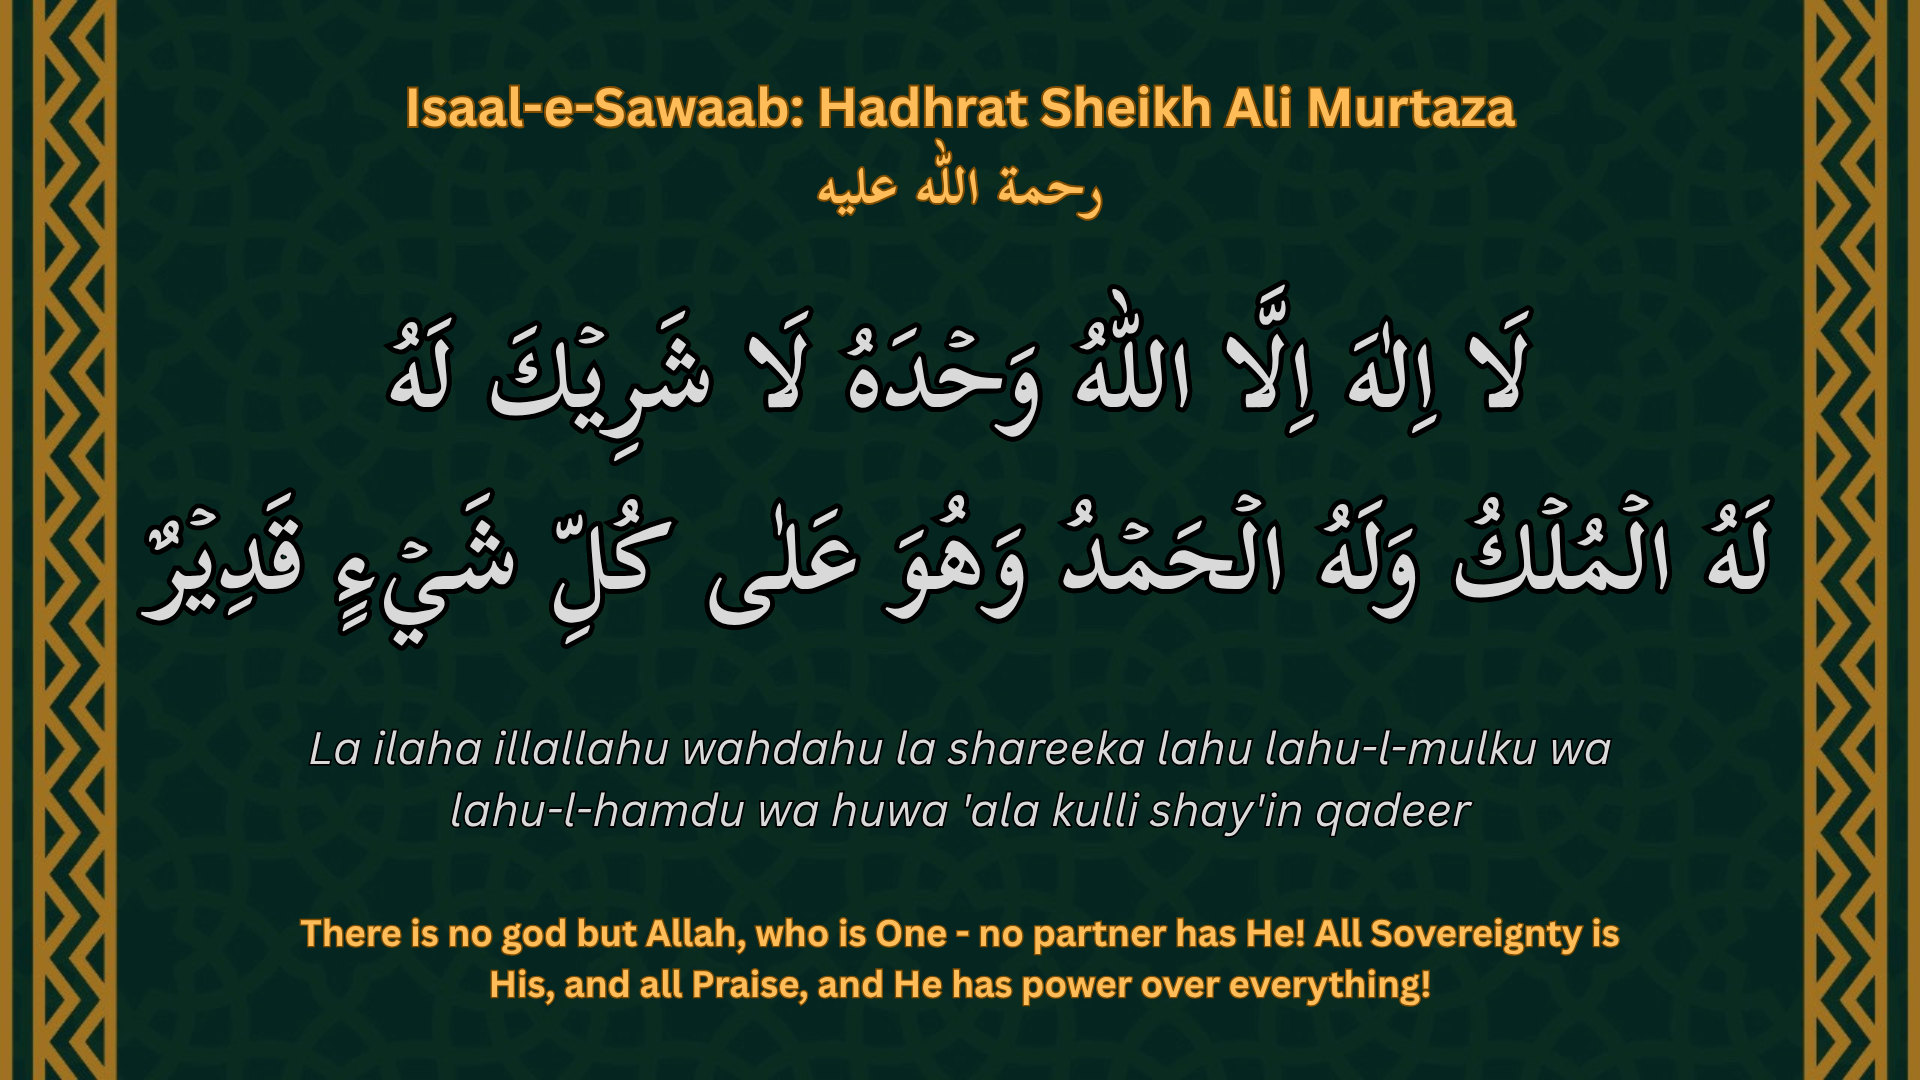 Isaal-e-Sawaab: Hadhrat Sheikh Ali Murtaza
رحمة الله عليه
لَا اِلٰهَ اِلَّا اللّٰهُ وَحۡدَهُ لَا شَرِيۡكَ لَهُ
لَهُ الۡمُلۡكُ وَلَهُ الۡحَمۡدُ وَهُوَ عَلٰى كُلِّ شَيۡءٍ قَدِيۡرٌ
La ilaha illallahu wahdahu la shareeka lahu lahu-l-mulku wa
lahu-l-hamdu wa huwa 'ala kulli shay'in qadeer
There is no god but Allah, who is One - no partner has He! All Sovereignty is
His, and all Praise, and He has power over everything!